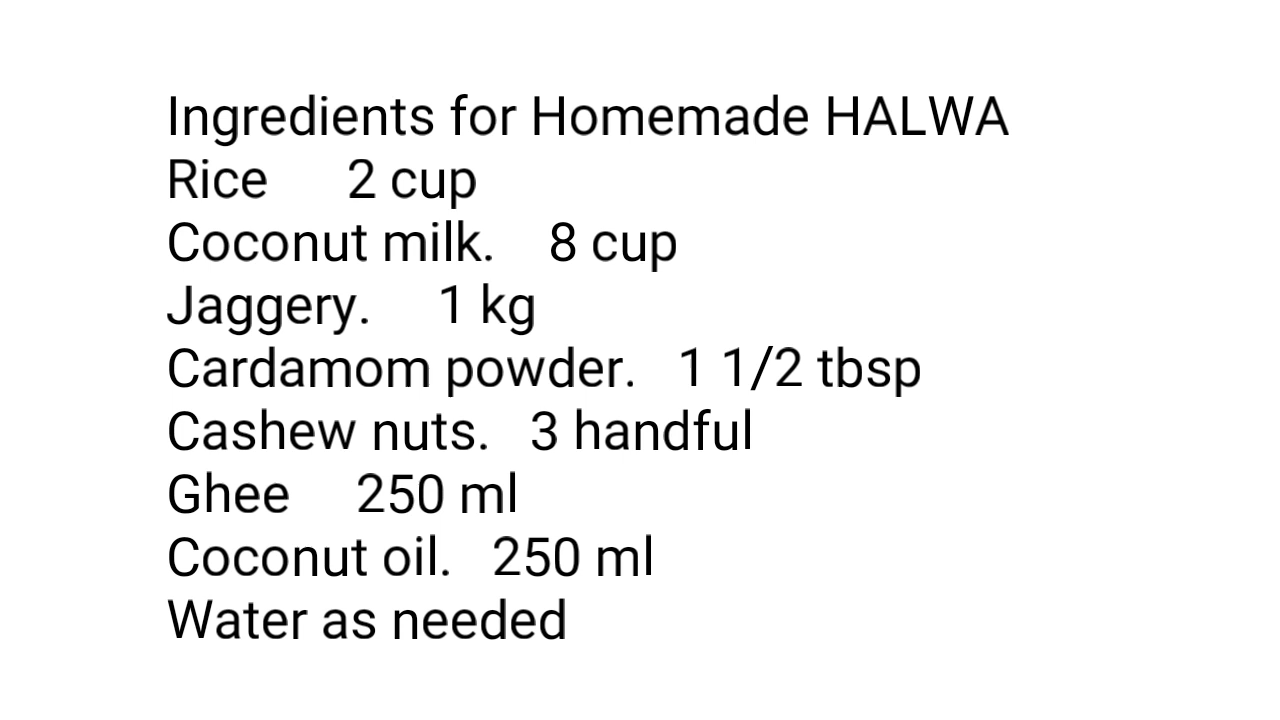 Ingredients for Homemade HALWA
Rice 2 cup
Coconut milk. 8 cup
Jaggery. 1 kg
Cardamom powder. 1 1/2 tbsp
Cashew nuts. 3 handful
Ghee 250 ml
Coconut oil. 250 ml
Water as needed